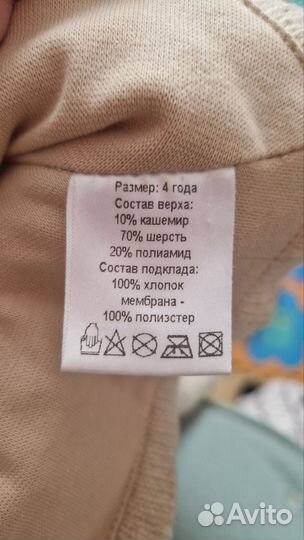 Размер: 4 года
Состав верха:
10% кашемир
70% шерсть
20% полиамид
Состав подклада:
100% хлопок
мембрана -
100% полиэстер
Avito